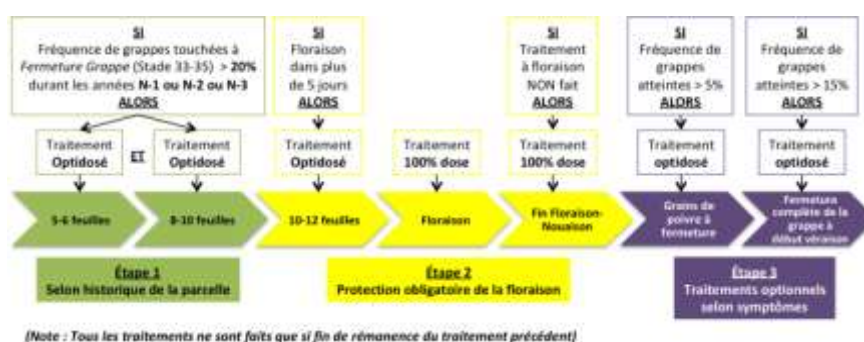 SI
Fréquence de grappes touchées à
Fermeture Grappe (Stade 33-35) > 20%
durant les années N-1 ou N-2 ou N-3
ALORS
Traitement
Optidosé
ET
Traitement
Optidosé
SI
Floraison
dans plus
de 5 jours
ALORS
Traitement
Optidosé
Traitement
100% dose
SI
Traitement
à floraison
NON fait
ALORS
Traitement
100% dose
SI
Fréquence de
grappes
atteintes > 5%
ALORS
Traitement
optidosé
SI
Fréquence de
grappes
atteintes > 15%
ALORS
Traitement
optidosé
5-6 feuilles
8-10 feuilles
10-12 feuilles
Floraison
Fin Floraison-
Nouaison
Grains de
poivre à
fermeture
Fermeture
complète de la
grappe à
début véraison
Étape 1
Selon historique de la parcelle
Étape 2
Protection obligatoire de la floraison
Étape 3
Traitements optionnels
selon symptômes
(Note : Tous les traitements ne sont faits que si fin de rémanence du traitement précédent)